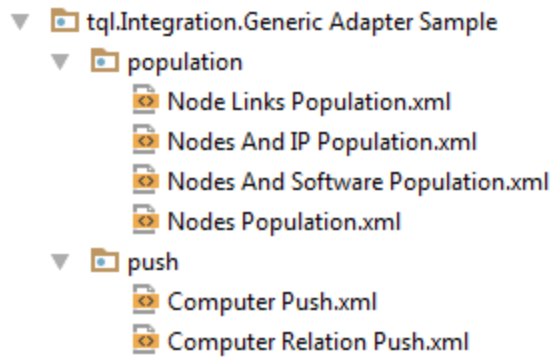 tql.Integration.Generic Adapter Sample
population
Node Links Population.xml
Nodes And IP Population.xml
Nodes And Software Population.xml
Nodes Population.xml
push
Computer Push.xml
Computer Relation Push.xml